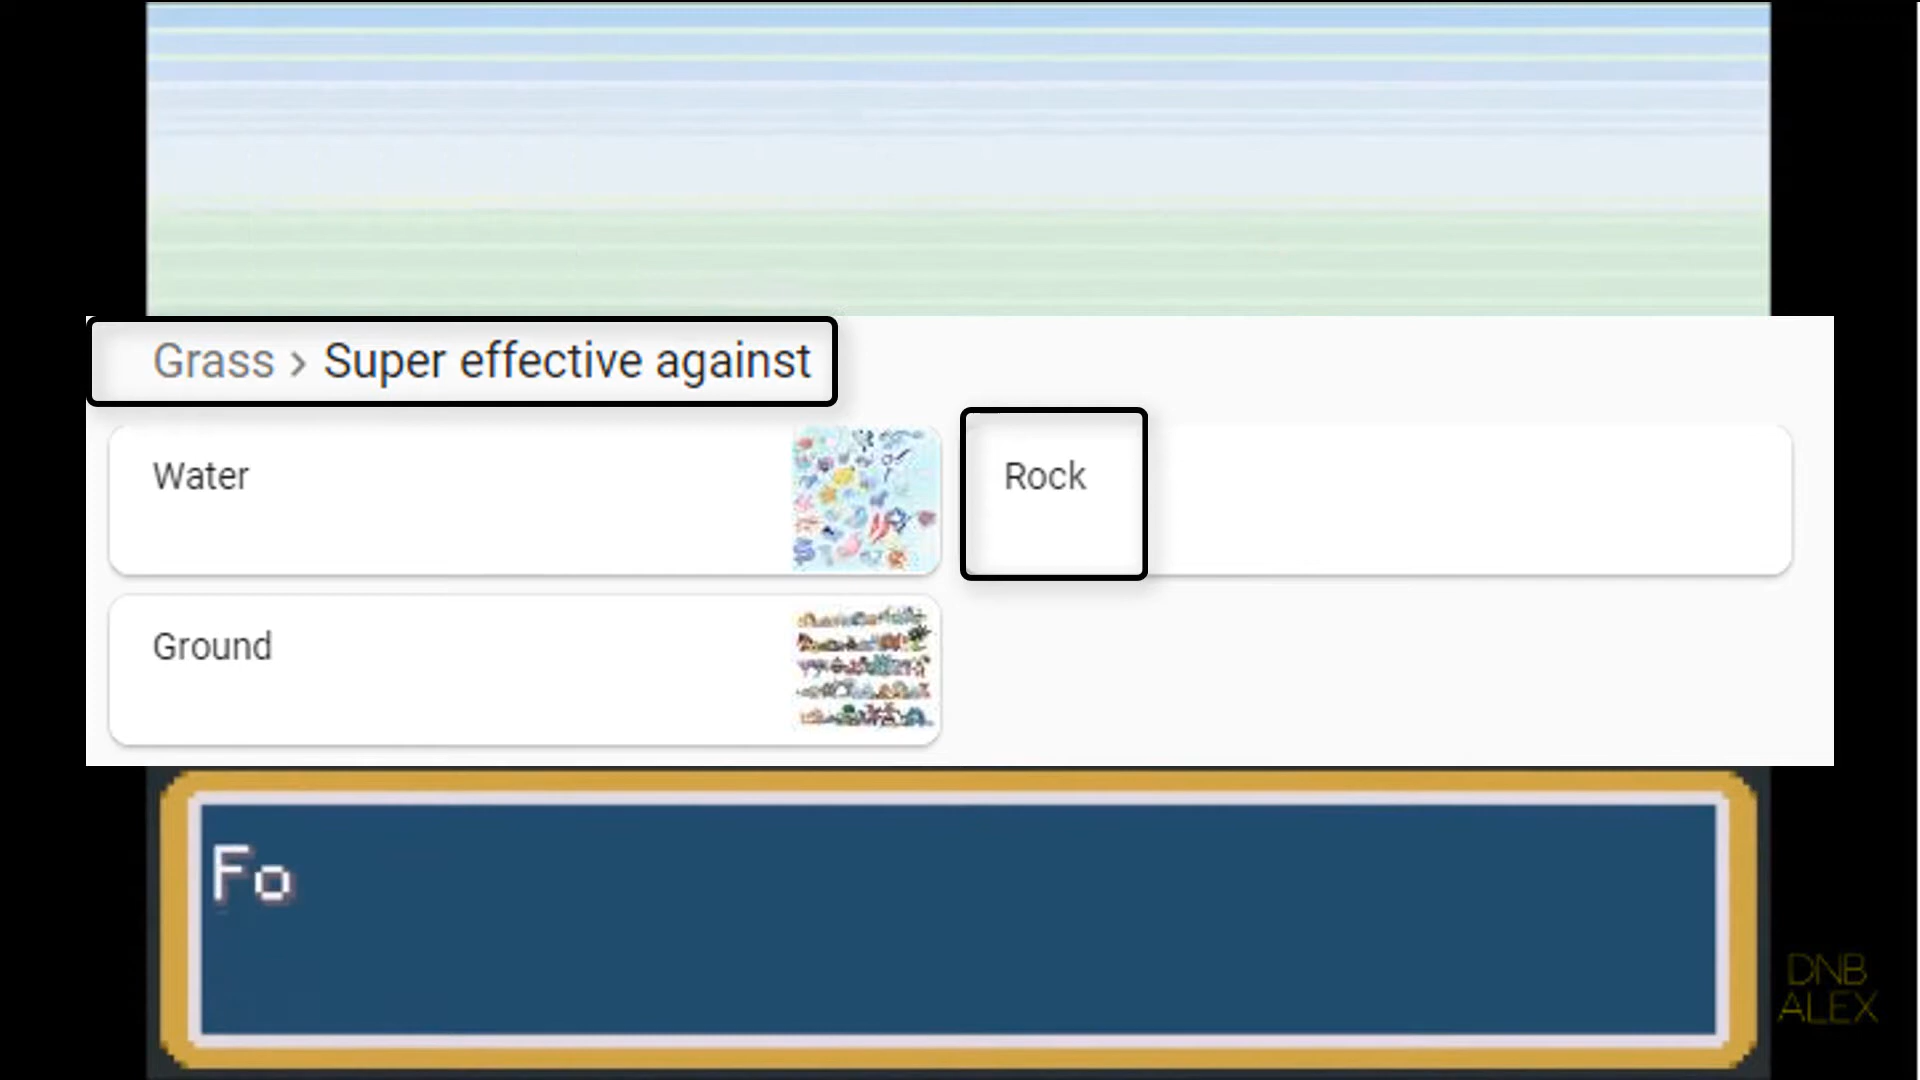 Grass > Super effective against
Water
Rock
Ground
Fo
DNB
ALEX